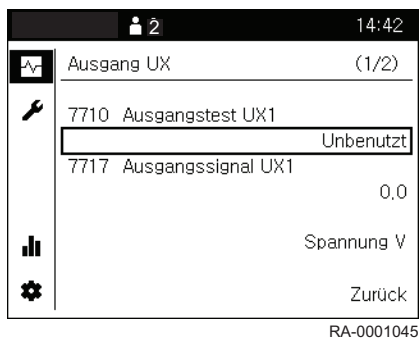 2 14:42
Ausgang UX (1/2)
7710 Ausgangstest UX1
Unbenutzt
7717 Ausgangssignal UX1
0,0
Spannung V
Zurück
RA-0001045